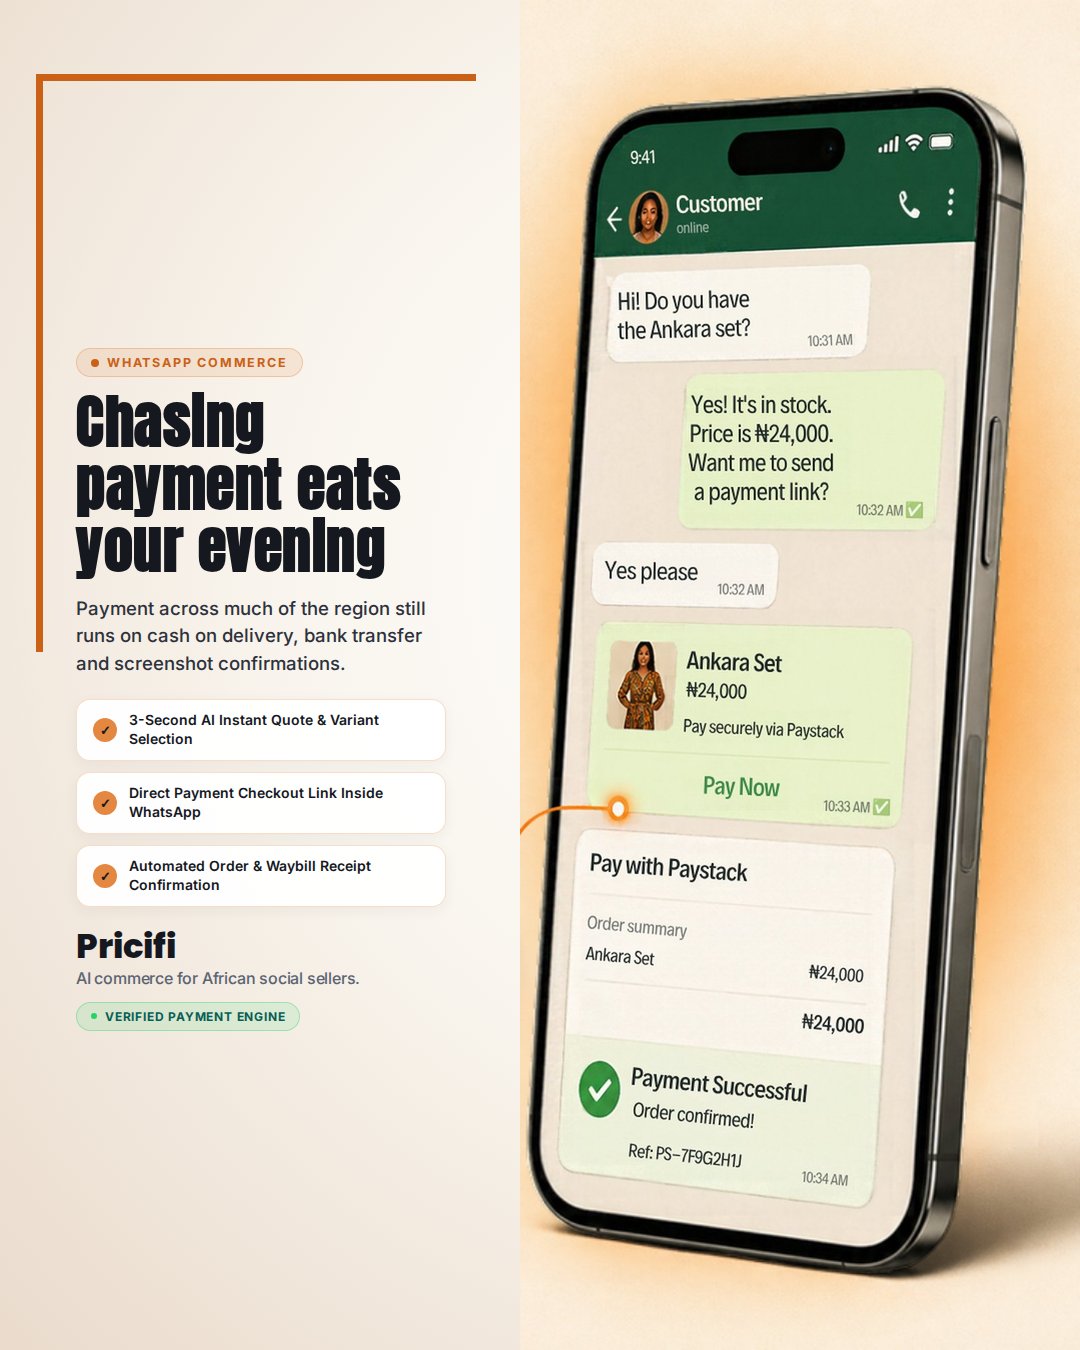 WHATSAPP COMMERCE
Chasing
payment eats
your evening
Payment across much of the region still
runs on cash on delivery, bank transfer
and screenshot confirmations.
3-Second AI Instant Quote & Variant
Selection
Direct Payment Checkout Link Inside
WhatsApp
Automated Order & Waybill Receipt
Confirmation
Pricifi
AI commerce for African social sellers.
VERIFIED PAYMENT ENGINE
9:41
Customer
online
Hi! Do you have
the Ankara set?
10:31 AM
Yes! It's in stock.
Price is ₦24,000.
Want me to send
a payment link?
10:32 AM
Yes please
10:32 AM
Ankara Set
₦24,000
Pay securely via Paystack
Pay Now
10:33 AM
Pay with Paystack
Order summary
Ankara Set ₦24,000
₦24,000
Payment Successful
Order confirmed!
Ref: PS-7F9G2H1J
10:34 AM